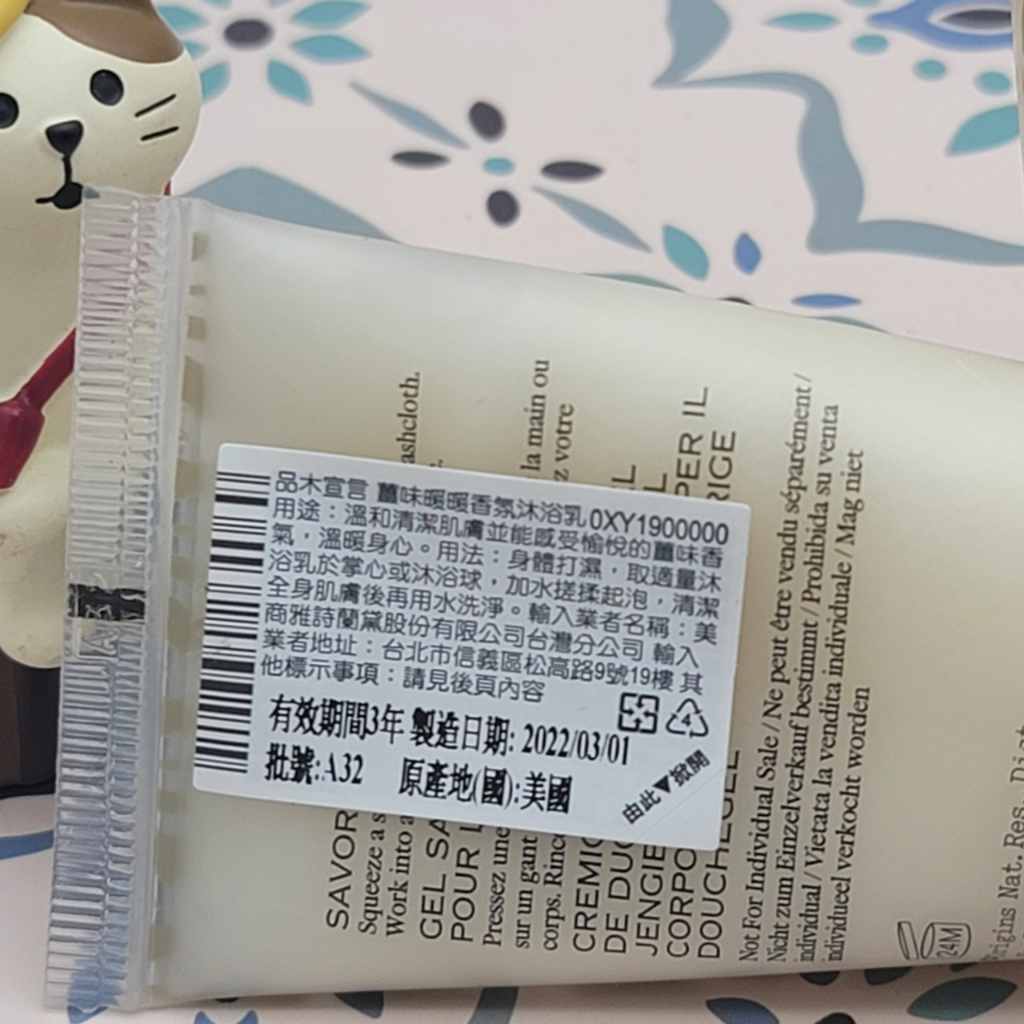 品木宣言 薑味暖暖香氛沐浴乳 0XY1900000
用途：溫和清潔肌膚並能感受愉悅的薑味香
氣，溫暖身心。用法：身體打濕，取適量沐
浴乳於掌心或沐浴球，加水搓揉起泡，清潔
全身肌膚後再用水洗淨。輸入業者名稱：美
商雅詩蘭黛股份有限公司台灣分公司 輸入
業者地址：台北市信義區松高路9號19樓 其
他標示事項：請見後頁內容
有效期間3年 製造日期: 2022/03/01
批號:A32 原產地(國):美國
由此▼掀開
4
SAVOR
Squeeze a s
ashcloth.
Work into a
GEL SA
POUR L
Pressez une
la main ou
sur un gant
z votre
corps. Rinc
CREMIG
DE DUC
JENGIE
CORPO
PER IL
DOUCHEGEL
RIGE
Not For Individual Sale / Ne peut être vendu séparément /
Nicht zum Einzelverkauf bestimmt / Prohibida su venta
individual / Vietata la vendita individuale / Mag niet
individueel verkocht worden
24M
Origins Nat. Res. Dist